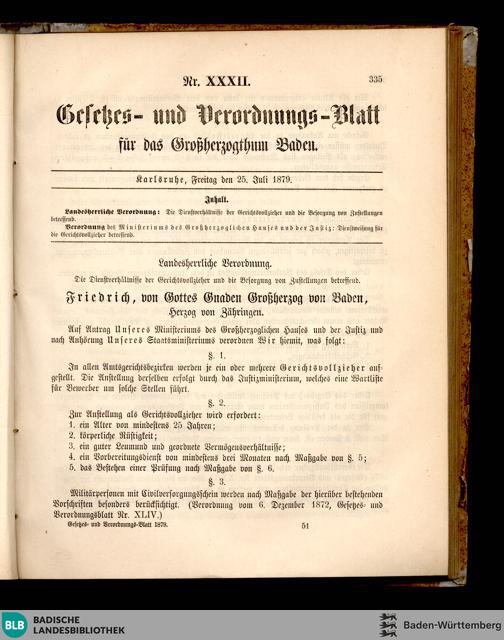 Nr. XXXII. 335
Gesetzes- und Verordnungs-Blatt
für das Großherzogthum Baden.
Karlsruhe, Freitag den 25. Juli 1879.
Inhalt.
Landesherrliche Verordnung: Die Dienstverhältnisse der Gerichtsvollzieher und die Besorgung von Zustellungen
betreffend.
Verordnung des Ministeriums des Großherzoglichen Hauses und der Justiz: Dienstweisung für
die Gerichtsvollzieher betreffend.
Landesherrliche Verordnung.
Die Dienstverhältnisse der Gerichtsvollzieher und die Besorgung von Zustellungen betreffend.
Friedrich, von Gottes Gnaden Großherzog von Baden,
Herzog von Zähringen.
Auf Antrag Unseres Ministeriums des Großherzoglichen Hauses und der Justiz und
nach Anhörung Unseres Staatsministeriums verordnen Wir hiemit, was folgt:
§. 1.
In allen Amtsgerichtsbezirken werden je ein oder mehrere Gerichtsvollzieher auf-
gestellt. Die Anstellung derselben erfolgt durch das Justizministerium, welches eine Wartliste
für Bewerber um solche Stellen führt.
§. 2.
Zur Anstellung als Gerichtsvollzieher wird erfordert:
1. ein Alter von mindestens 25 Jahren;
2. körperliche Rüstigkeit;
3. ein guter Leumund und geordnete Vermögensverhältnisse;
4. ein Vorbereitungsdienst von mindestens drei Monaten nach Maßgabe von §. 5;
5. das Bestehen einer Prüfung nach Maßgabe von §. 6.
§. 3.
Militärpersonen mit Civilversorgungsschein werden nach Maßgabe der hierüber bestehenden
Vorschriften besonders berücksichtigt. (Verordnung vom 6. Dezember 1872, Gesetzes- und
Verordnungsblatt Nr. XLIV.)
Gesetzes- und Verordnungs-Blatt 1879. 51
BLB BADISCHE
LANDESBIBLIOTHEK
Baden-Württemberg